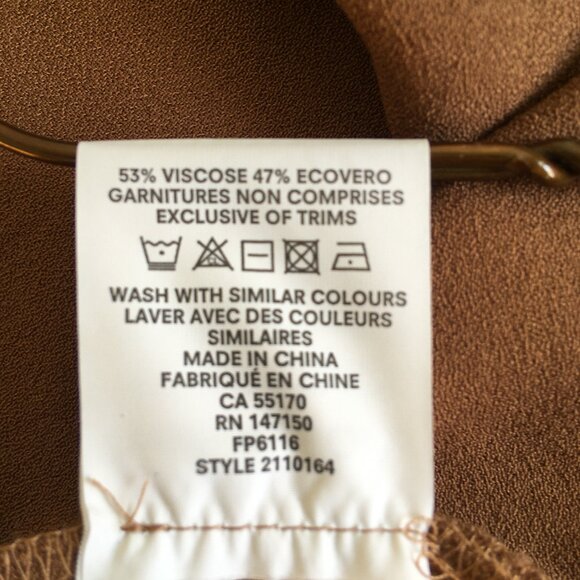 53% VISCOSE 47% ECOVERO
GARNITURES NON COMPRISES
EXCLUSIVE OF TRIMS
WASH WITH SIMILAR COLOURS
LAVER AVEC DES COULEURS
SIMILAIRES
MADE IN CHINA
FABRIQUÉ EN CHINE
CA 55170
RN 147150
FP6116
STYLE 2110164